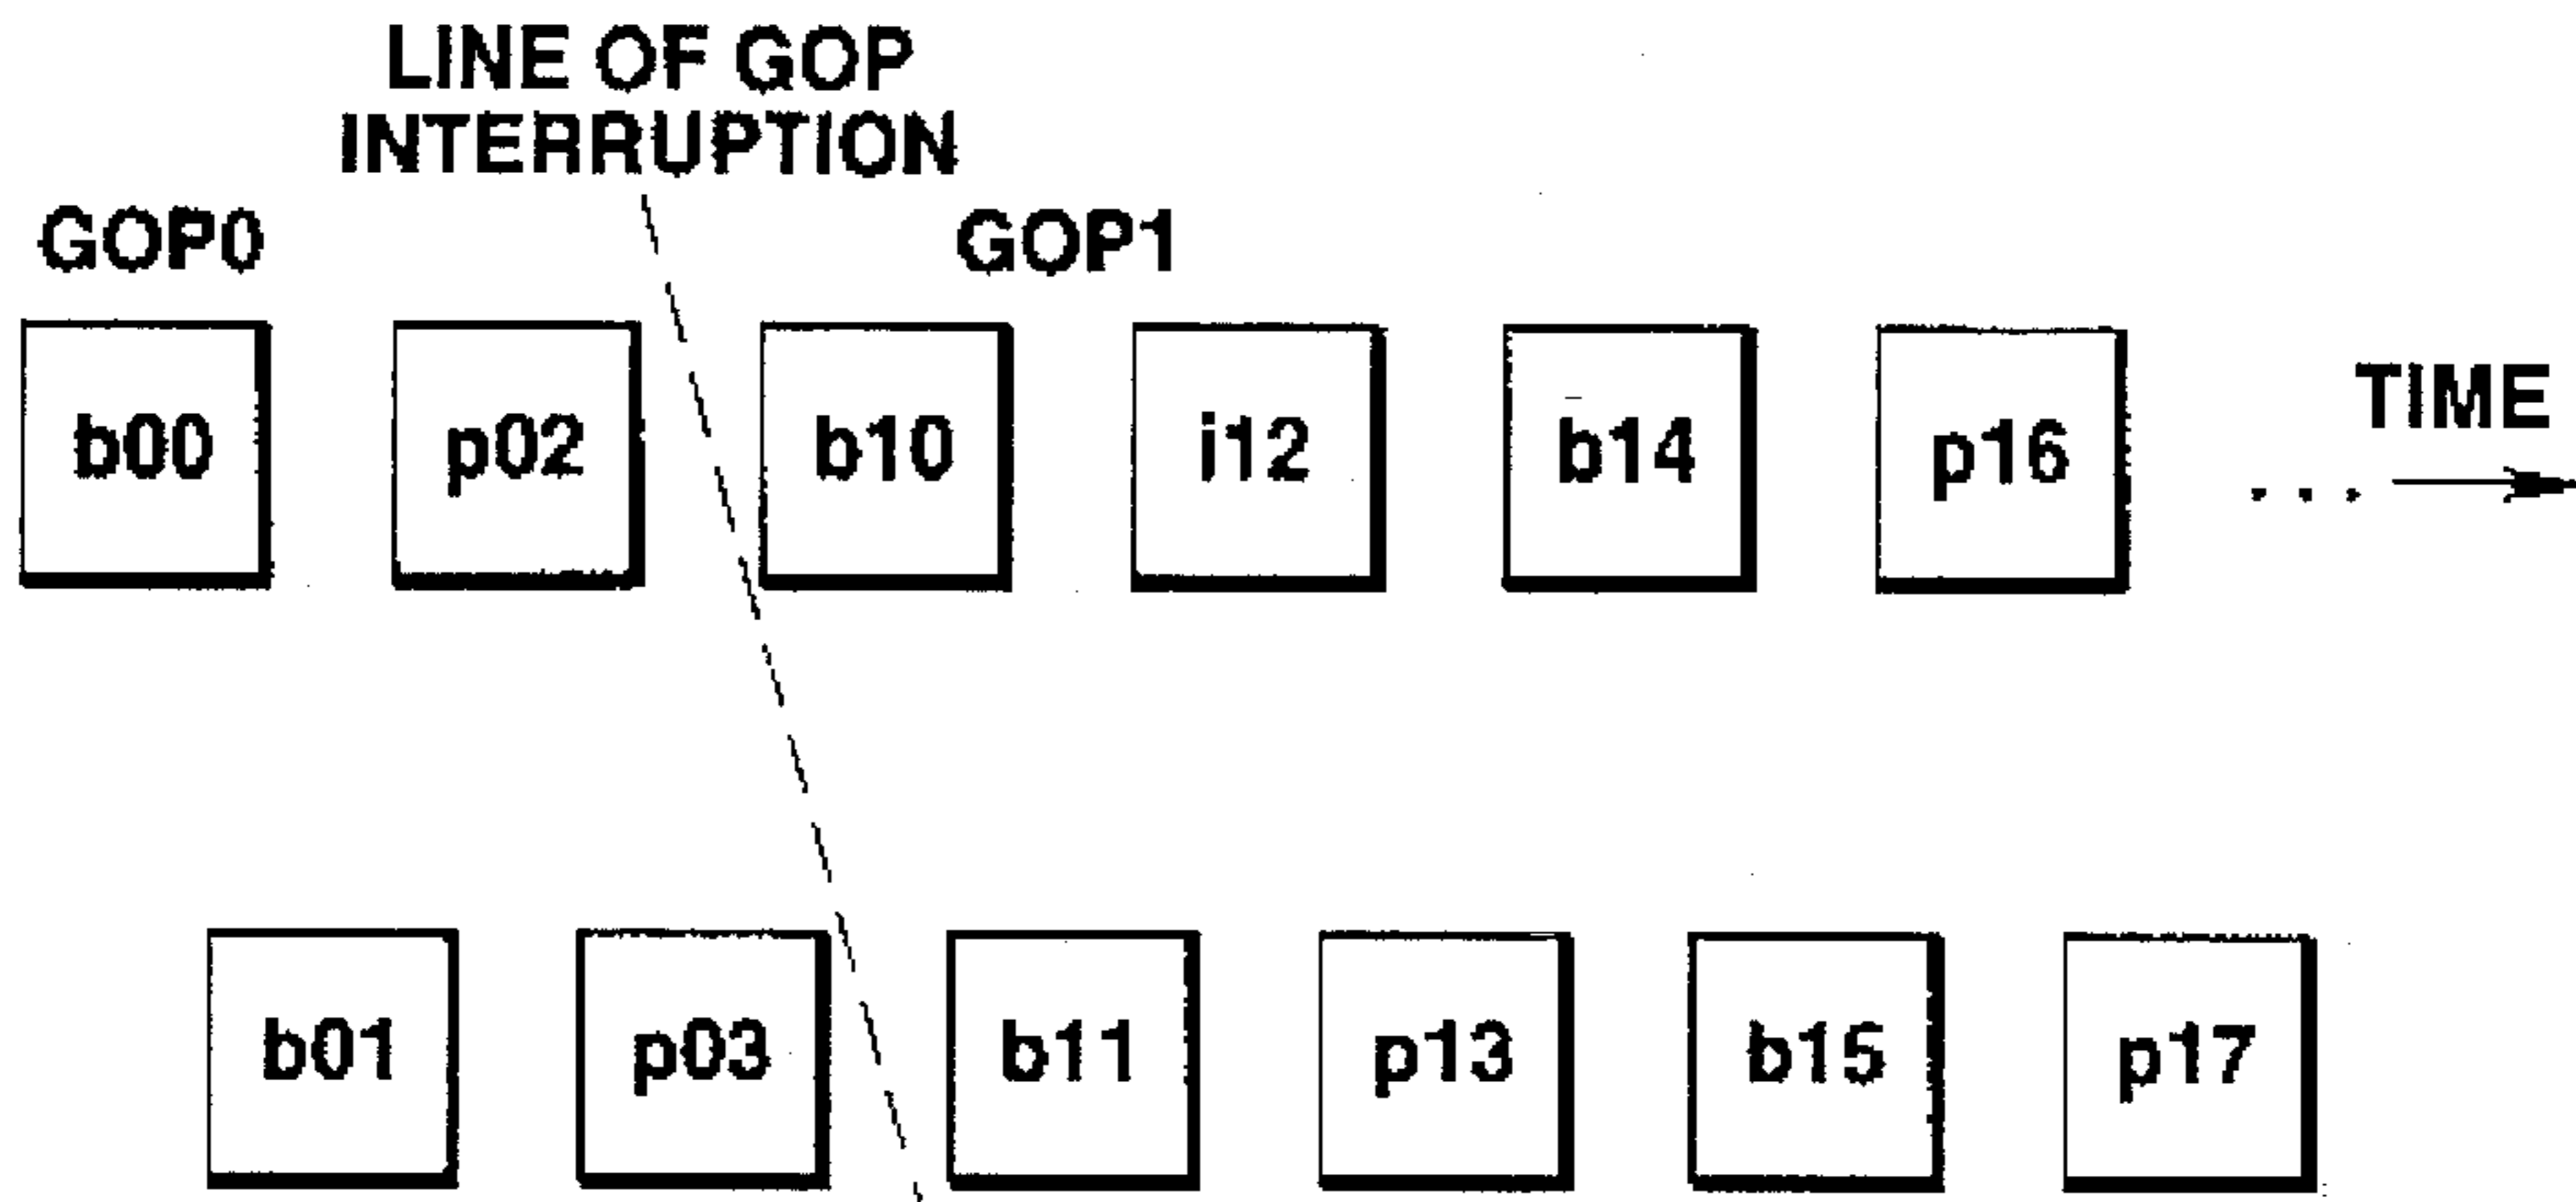 LINE OF GOP
INTERRUPTION
GOP0 GOP1
b00 p02 b10 i12 b14 p16 ... TIME
b01 p03 b11 p13 b15 p17